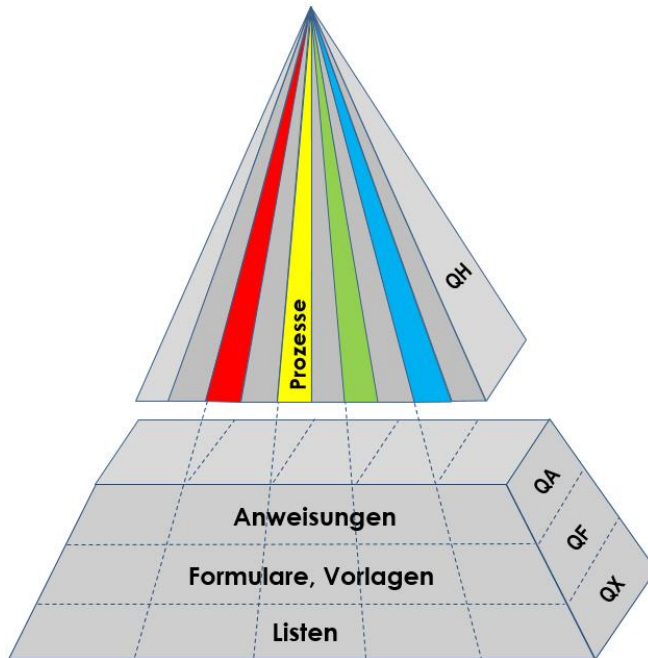 QH
Prozesse
QA
Anweisungen
QF
Formulare, Vorlagen
QX
Listen